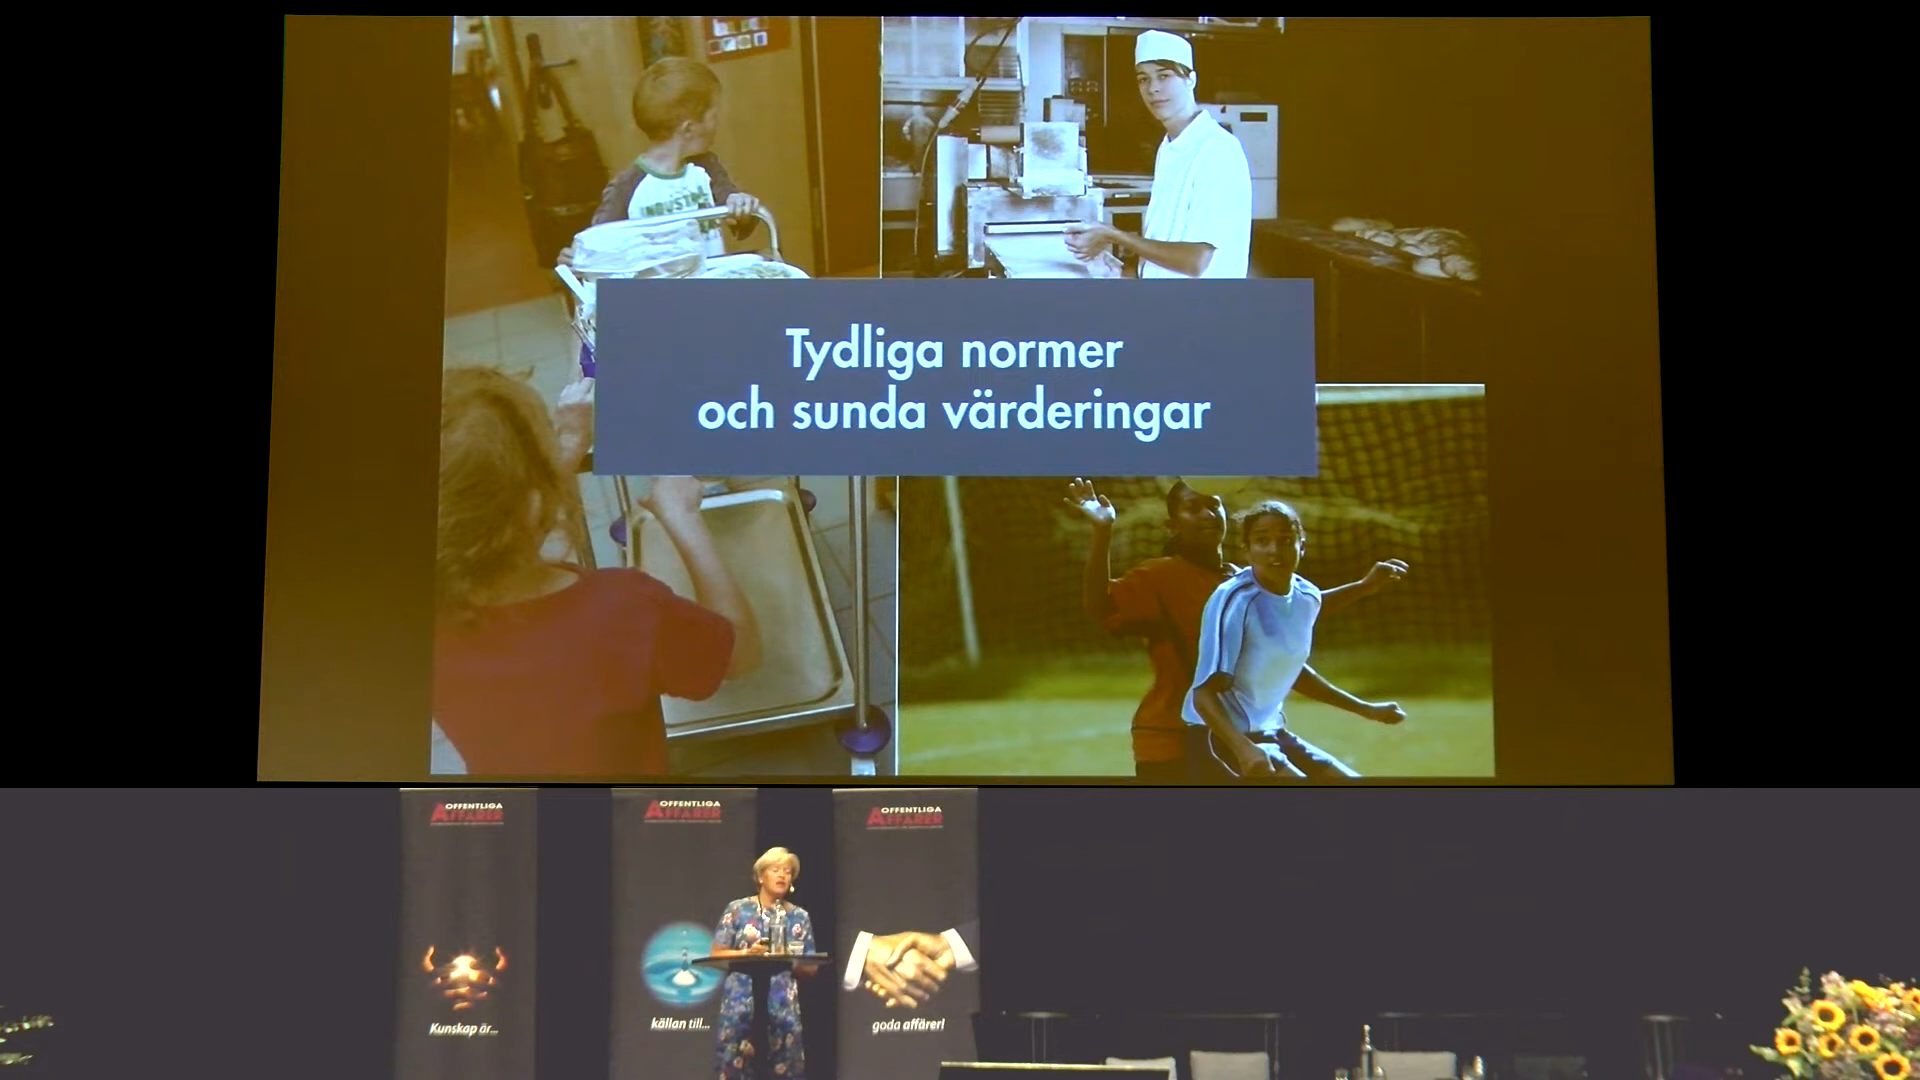 Tydliga normer
och sunda värderingar
OFFENTLIGA
AFFÄRER
OFFENTLIGA
AFFÄRER
OFFENTLIGA
AFFÄRER
Kunskap är...
källan till...
goda affärer!